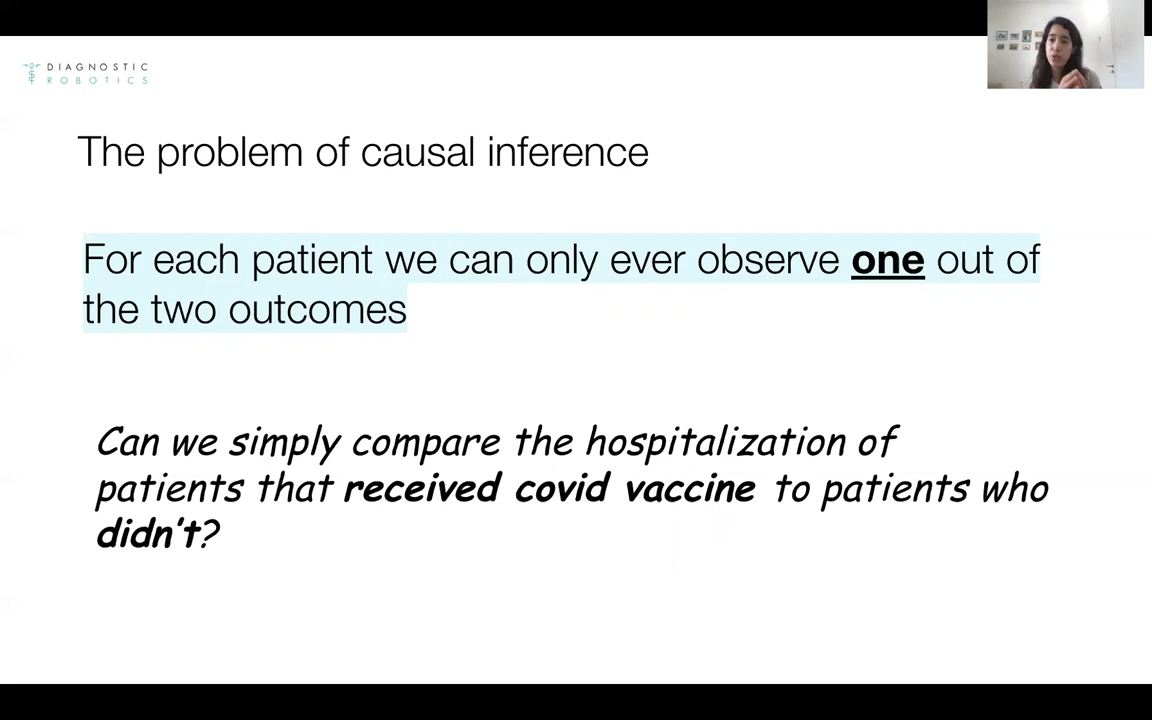 DIAGNOSTIC
ROBOTICS
The problem of causal inference
For each patient we can only ever observe one out of
the two outcomes
Can we simply compare the hospitalization of
patients that received covid vaccine to patients who
didn't?